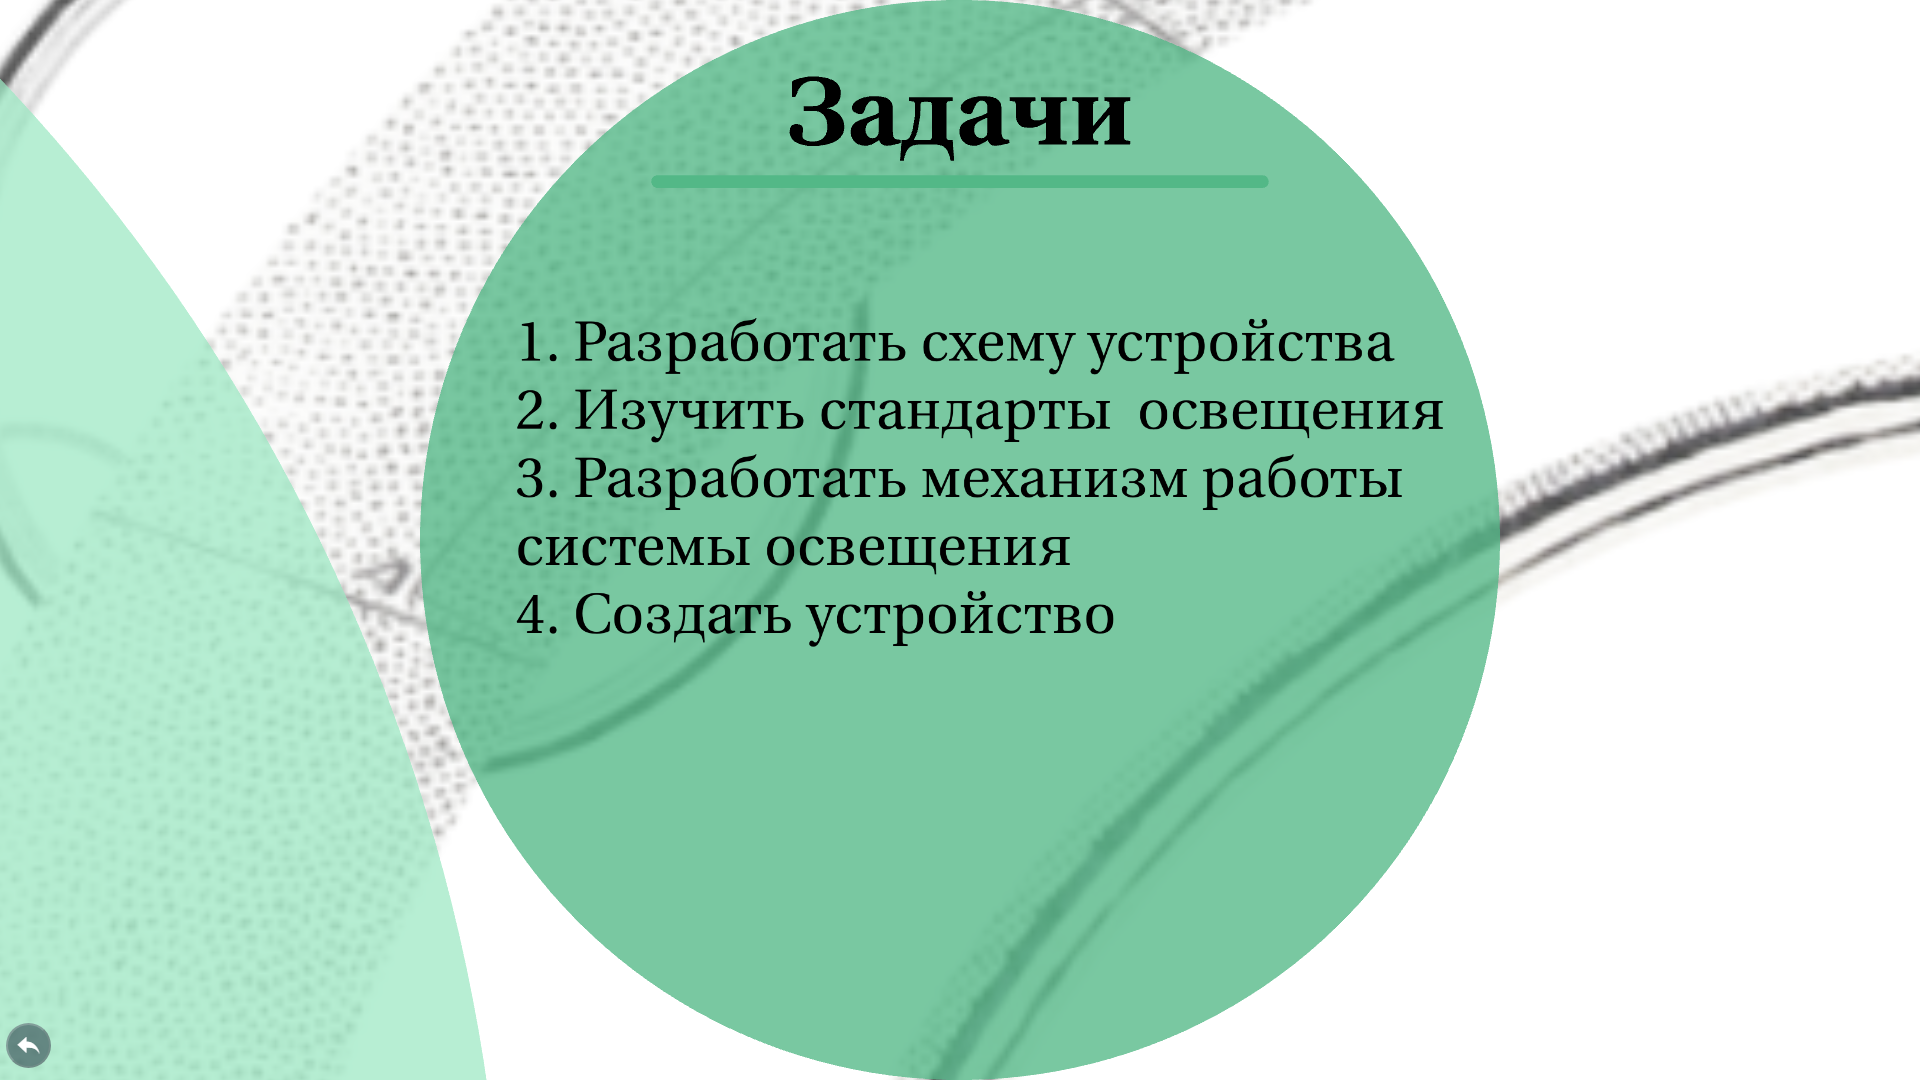 Задачи
1. Разработать схему устройства
2. Изучить стандарты  освещения
3. Разработать механизм работы
системы освещения
4. Создать устройство